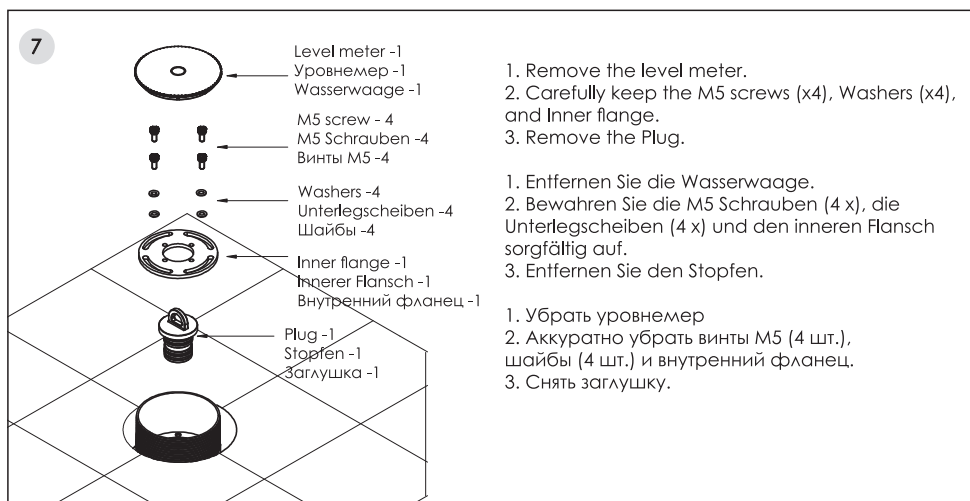 7
Level meter -1
Уровнемер -1
Wasserwaage -1
M5 screw - 4
M5 Schrauben -4
Винты M5 -4
Washers -4
Unterlegscheiben -4
Шайбы -4
Inner flange -1
Innerer Flansch -1
Внутренний фланец -1
Plug -1
Stopfen -1
Заглушка -1
1. Remove the level meter.
2. Carefully keep the M5 screws (x4), Washers (x4),
and Inner flange.
3. Remove the Plug.
1. Entfernen Sie die Wasserwaage.
2. Bewahren Sie die M5 Schrauben (4 x), die
Unterlegscheiben (4 x) und den inneren Flansch
sorgfältig auf.
3. Entfernen Sie den Stopfen.
1. Убрать уровнемер
2. Аккуратно убрать винты M5 (4 шт.),
шайбы (4 шт.) и внутренний фланец.
3. Снять заглушку.